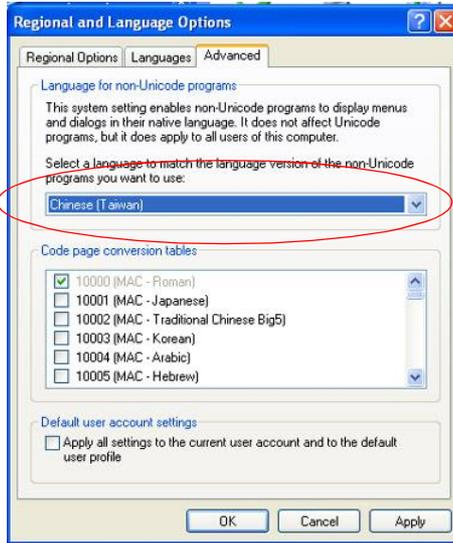 Regional and Language Options
Regional Options Languages Advanced
Language for non-Unicode programs
This system setting enables non-Unicode programs to display menus
and dialogs in their native language. It does not affect Unicode
programs, but it does apply to all users of this computer.
Select a language to match the language version of the non-Unicode
programs you want to use:
Chinese (Taiwan)
Code page conversion tables
10000 (MAC - Roman)
10001 (MAC - Japanese)
10002 (MAC - Traditional Chinese Big5)
10003 (MAC - Korean)
10004 (MAC - Arabic)
10005 (MAC - Hebrew)
Default user account settings
Apply all settings to the current user account and to the default
user profile
OK Cancel Apply